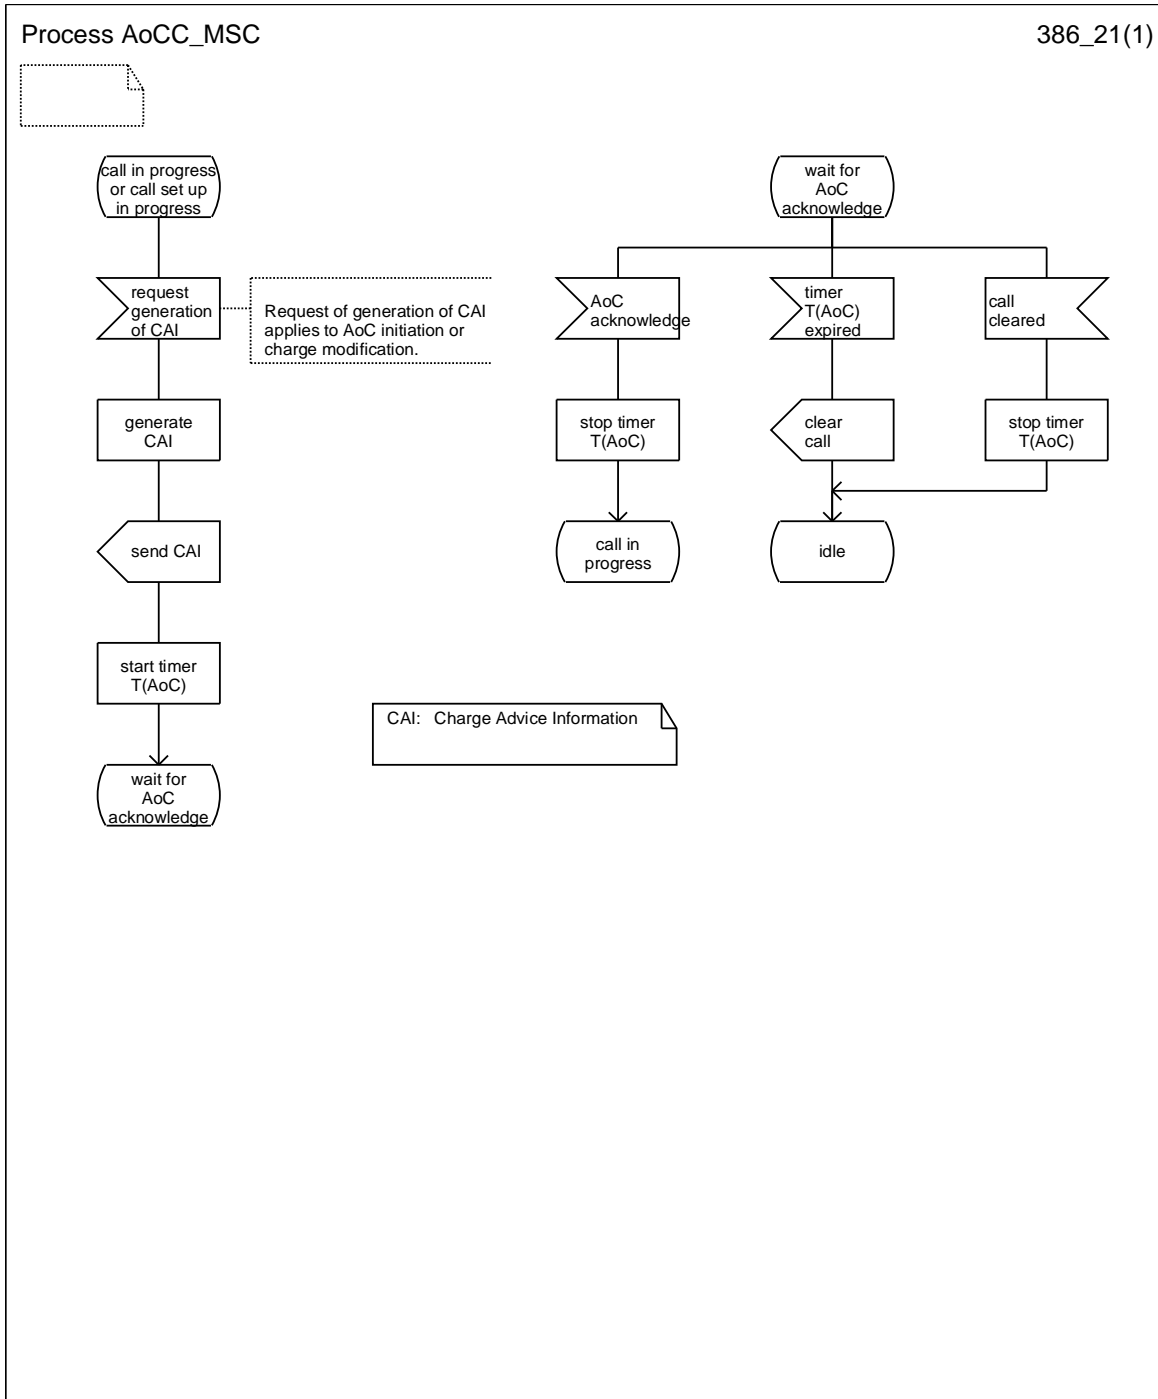 Process AoCC_MSC
386_21(1)
call in progress
or call set up
in progress
request
generation
of CAI
Request of generation of CAI
applies to AoC initiation or
charge modification.
generate
CAI
send CAI
start timer
T(AoC)
wait for
AoC
acknowledge
wait for
AoC
acknowledge
AoC
acknowledge
timer
T(AoC)
expired
call
cleared
stop timer
T(AoC)
clear
call
stop timer
T(AoC)
call in
progress
idle
CAI: Charge Advice Information